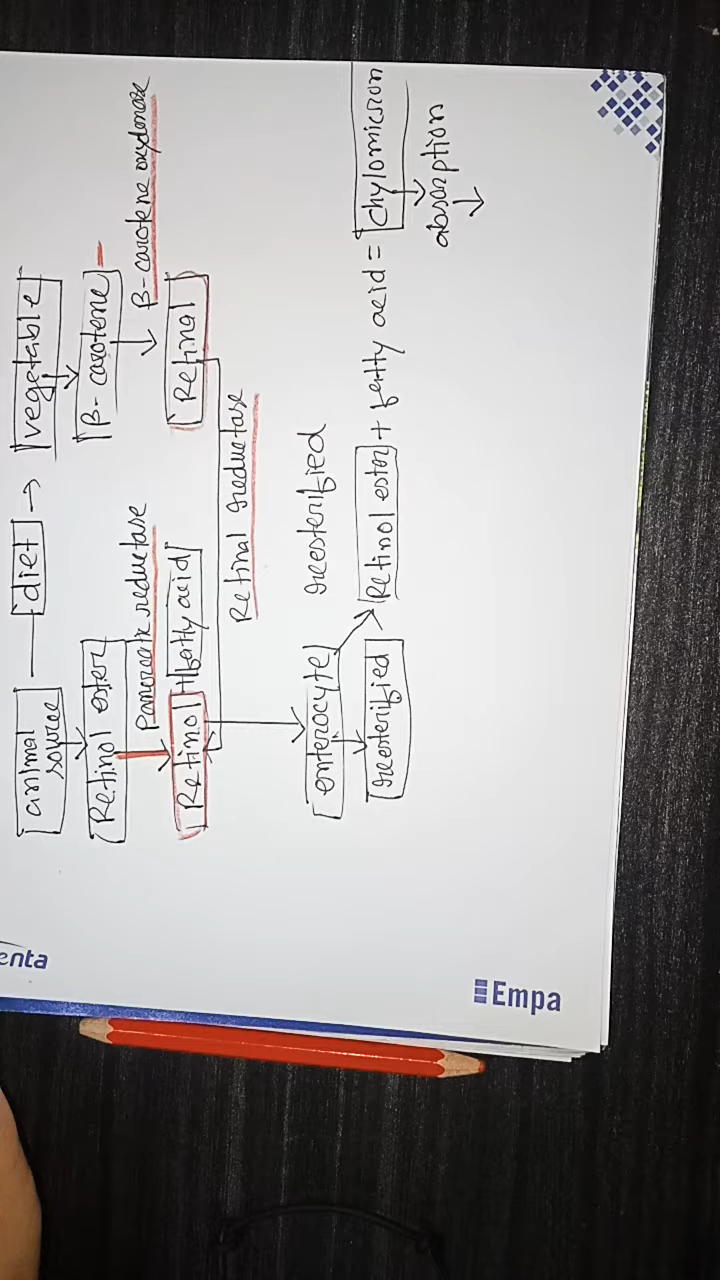 animal source
diet →
vegetable
Retinol ester
β- carotene
Pancreatic reductase
β- carotene oxydenase
Retinol + fatty acid
Retinal
Retinal reductase
enterocyte
reesterified
reesterified
Retinol ester + fatty acid = chylomicron
absorption
enta
Empa